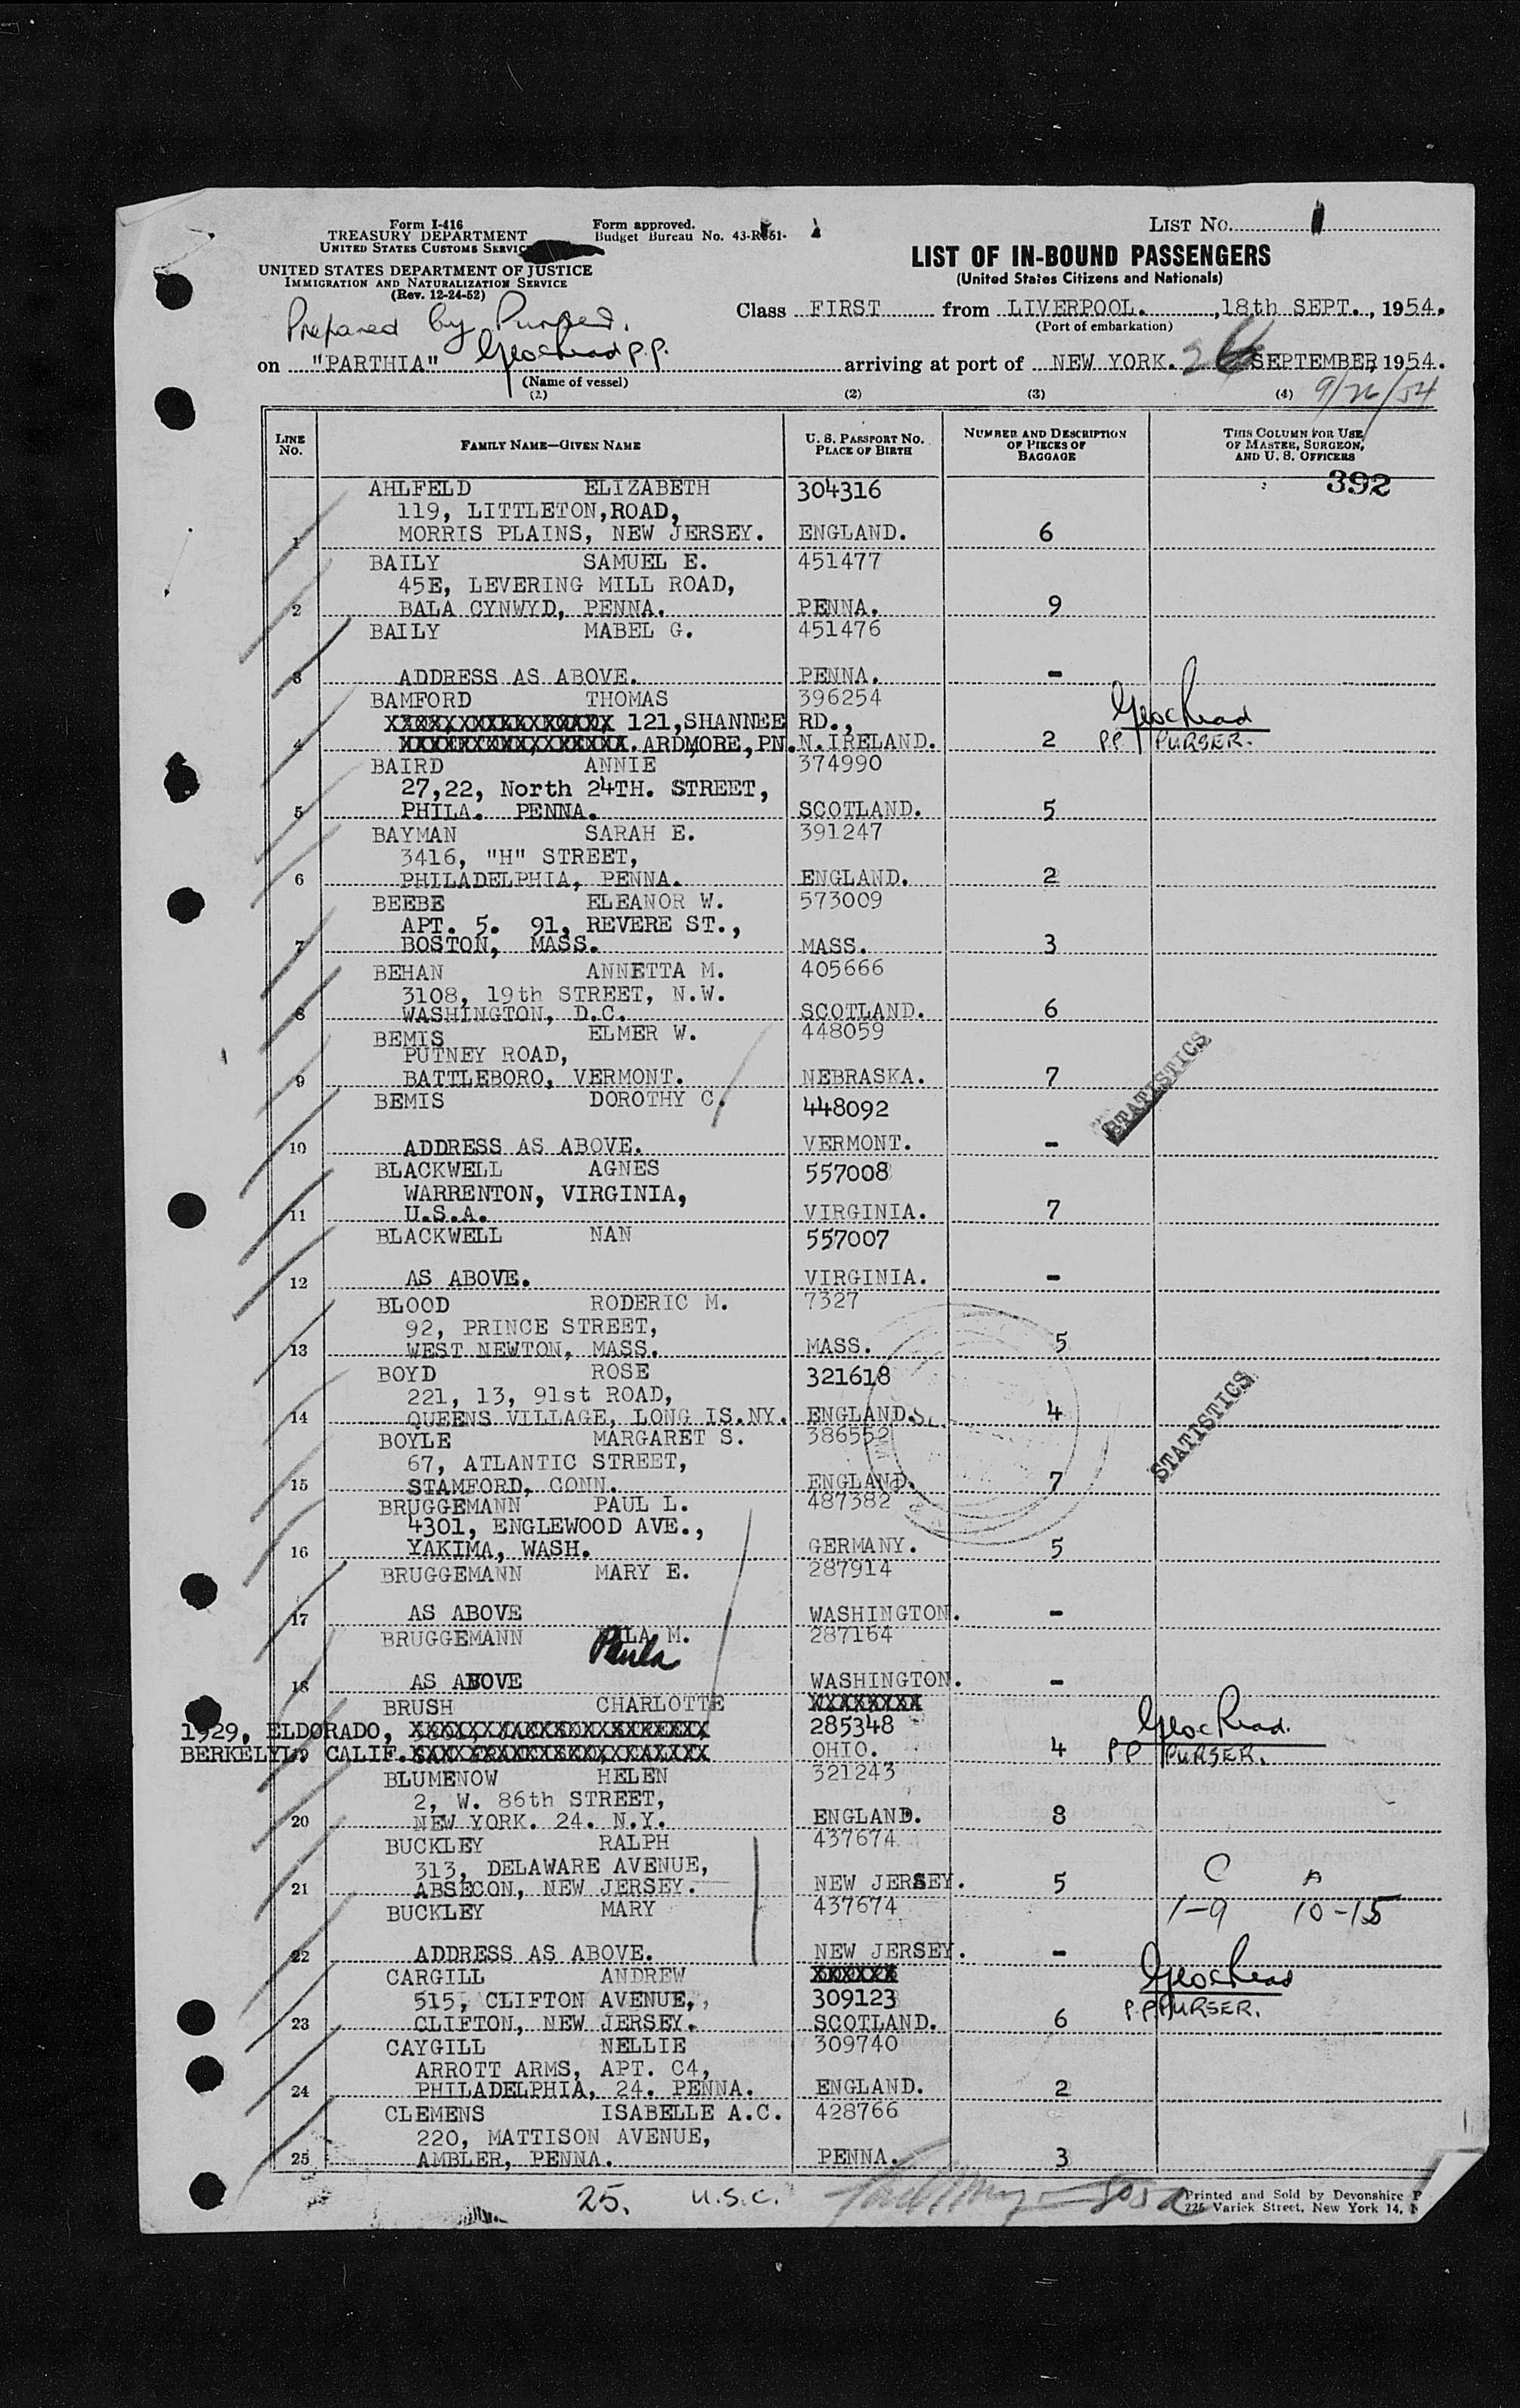 Form I-416
TREASURY DEPARTMENT
UNITED STATES CUSTOMS SERVICE
UNITED STATES DEPARTMENT OF JUSTICE
IMMIGRATION AND NATURALIZATION SERVICE
(Rev. 12-24-52)
Form approved.
Budget Bureau No. 43-R
LIST No. 1
LIST OF IN-BOUND PASSENGERS
(United States Citizens and Nationals)
Prepared by Purser.
Class FIRST from LIVERPOOL. , 18th SEPT., 1954.
(Port of embarkation)
on "PARTHIA" Geo Chead p.p. arriving at port of NEW YORK. 26 SEPTEMBER, 1954.
(Name of vessel)
(1) (2) (3) (4) 9/26/54
LINE No. FAMILY NAME—GIVEN NAME U. S. PASSPORT No. PLACE OF BIRTH NUMBER AND DESCRIPTION OF PIECES OF BAGGAGE THIS COLUMN FOR USE OF MASTER, SURGEON, AND U. S. OFFICERS
392
AHLFELD ELIZABETH 304316
119, LITTLETON,ROAD,
1 MORRIS PLAINS, NEW JERSEY. ENGLAND. 6
BAILY SAMUEL E. 451477
45E, LEVERING MILL ROAD,
2 BALA CYNWYD, PENNA. PENNA. 9
BAILY MABEL G. 451476
3 ADDRESS AS ABOVE. PENNA. -
BAMFORD THOMAS 396254
121,SHANNEE RD.,
4 ARDMORE,PN. N.IRELAND. 2 P.P. PURSER.
BAIRD ANNIE 374990
27,22, North 24TH. STREET,
5 PHILA. PENNA. SCOTLAND. 5
BAYMAN SARAH E. 391247
3416, "H" STREET,
6 PHILADELPHIA, PENNA. ENGLAND. 2
BEEBE ELEANOR W. 573009
APT. 5. 91, REVERE ST.,
7 BOSTON, MASS. MASS. 3
BEHAN ANNETTA M. 405666
3108, 19th STREET, N.W.
8 WASHINGTON, D.C. SCOTLAND. 6
BEMIS ELMER W. 448059
PUTNEY ROAD,
9 BATTLEBORO, VERMONT. NEBRASKA. 7
STATISTICS
BEMIS DOROTHY C. 448092
10 ADDRESS AS ABOVE. VERMONT. -
BLACKWELL AGNES 557008
WARRENTON, VIRGINIA,
11 U.S.A. VIRGINIA. 7
BLACKWELL NAN 557007
12 AS ABOVE. VIRGINIA. -
BLOOD RODERIC M. 7327
92, PRINCE STREET,
13 WEST NEWTON, MASS. MASS. 5
BOYD ROSE 321618
221, 13, 91st ROAD,
14 QUEENS VILLAGE, LONG IS.NY. ENGLAND. 4
STATISTICS
BOYLE MARGARET S. 386552
67, ATLANTIC STREET,
15 STAMFORD, CONN. ENGLAND. 7
BRUGGEMANN PAUL L. 487382
4301, ENGLEWOOD AVE.,
16 YAKIMA, WASH. GERMANY. 5
BRUGGEMANN MARY E. 287914
17 AS ABOVE WASHINGTON. -
BRUGGEMANN Paula M. 287164
18 AS ABOVE WASHINGTON. -
BRUSH CHARLOTTE
1929, ELDORADO, 285348
BERKELYL. CALIF. OHIO. 4 P.P. PURSER.
BLUMENOW HELEN 321243
2, W. 86th STREET,
20 NEW YORK. 24. N.Y. ENGLAND. 8
BUCKLEY RALPH 437674
313, DELAWARE AVENUE,
21 ABSECON, NEW JERSEY. NEW JERSEY. 5 C A
BUCKLEY MARY 437674 1-9 10-15
22 ADDRESS AS ABOVE. NEW JERSEY. -
CARGILL ANDREW
515, CLIFTON AVENUE, 309123
23 CLIFTON, NEW JERSEY. SCOTLAND. 6 P.P. PURSER.
CAYGILL NELLIE 309740
ARROTT ARMS, APT. C4,
24 PHILADELPHIA, 24. PENNA. ENGLAND. 2
CLEMENS ISABELLE A.C. 428766
220, MATTISON AVENUE,
25 AMBLER, PENNA. PENNA. 3
25. U.S.C.
Printed and Sold by Devonshire
225 Varick Street, New York 14,